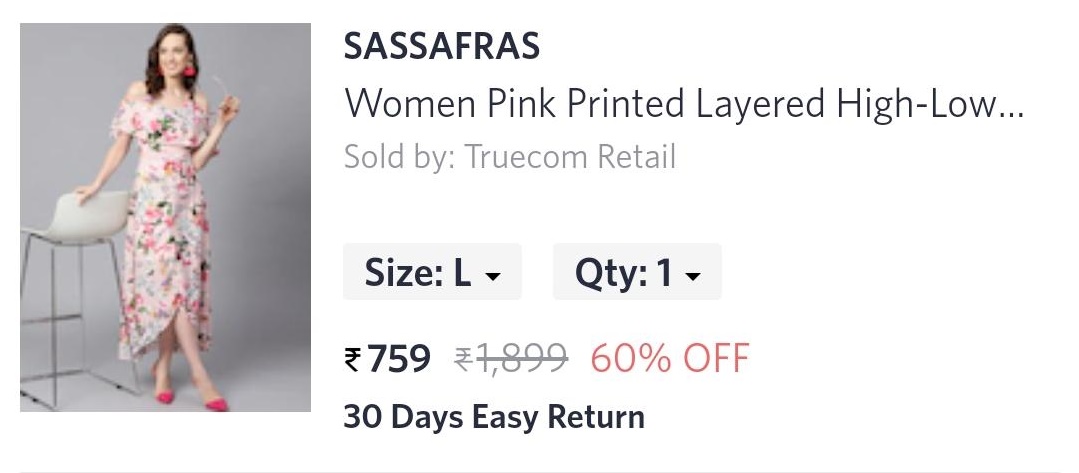 SASSAFRAS
Women Pink Printed Layered High-Low...
Sold by: Truecom Retail
Size: L Qty: 1
₹759 ₹1,899 60% OFF
30 Days Easy Return